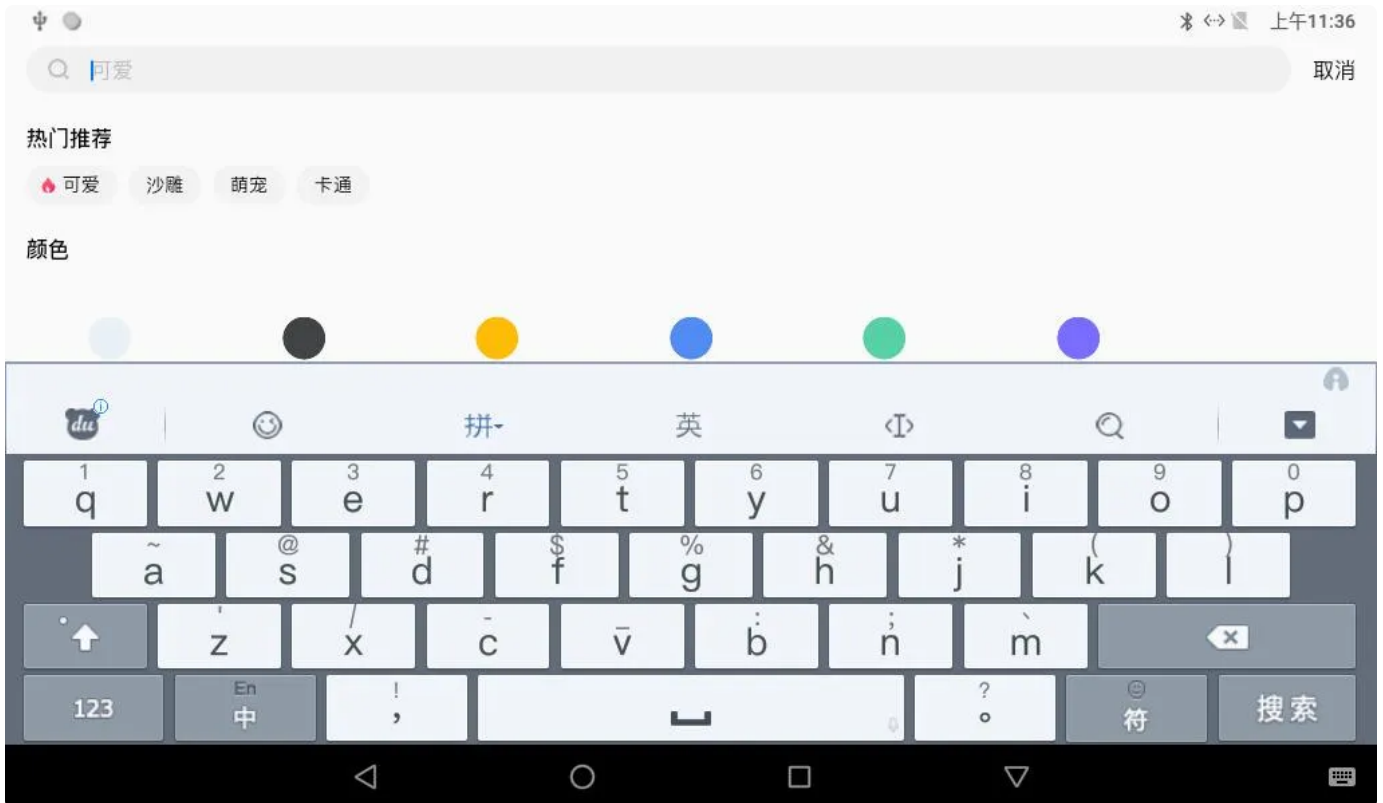 上午11:36
可爱
取消
热门推荐
可爱 沙雕 萌宠 卡通
颜色
du 拼 英
1 2 3 4 5 6 7 8 9 0
q w e r t y u i o p
~ @ # $ % & * ( )
a s d f g h j k l
' / - _ : ; `
z x c v b n m
En ! ?
123 中 , 。 符 搜索